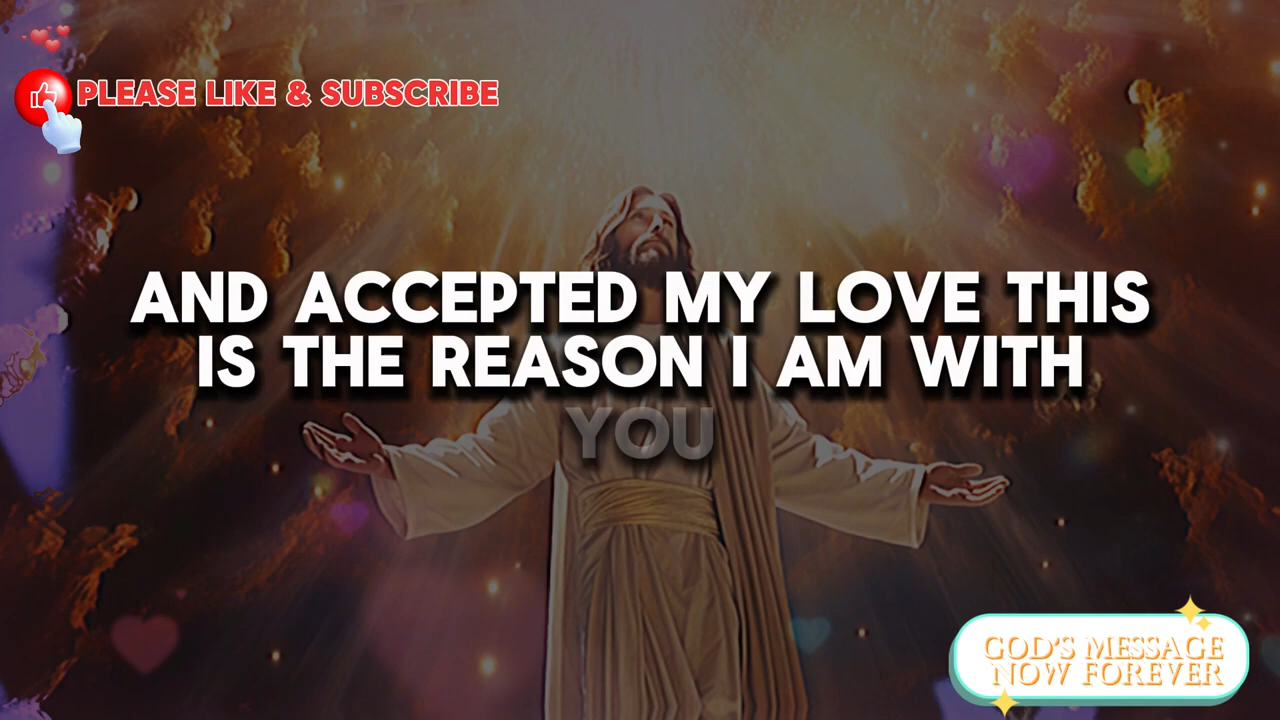 PLEASE LIKE & SUBSCRIBE
AND ACCEPTED MY LOVE THIS
IS THE REASON I AM WITH
YOU
GOD'S MESSAGE
NOW FOREVER